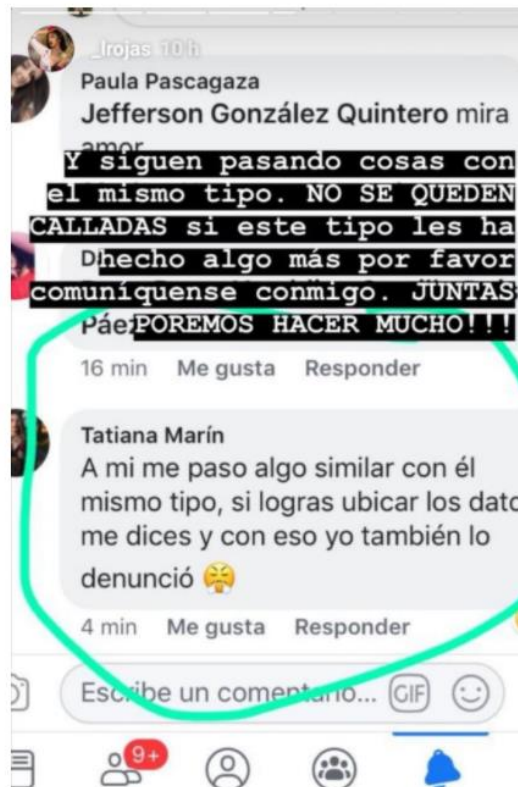 _lrojas 10 h
Paula Pascagaza
Jefferson González Quintero mira
amor
Y siguen pasando cosas con
el mismo tipo. NO SE QUEDEN
CALLADAS si este tipo les ha
hecho algo más por favor
comuníquense conmigo. JUNTAS
POREMOS HACER MUCHO!!!
16 min Me gusta Responder
Tatiana Marín
A mi me paso algo similar con él
mismo tipo, si logras ubicar los dato
me dices y con eso yo también lo
denunció
4 min Me gusta Responder
Escribe un comentario... GIF
9+